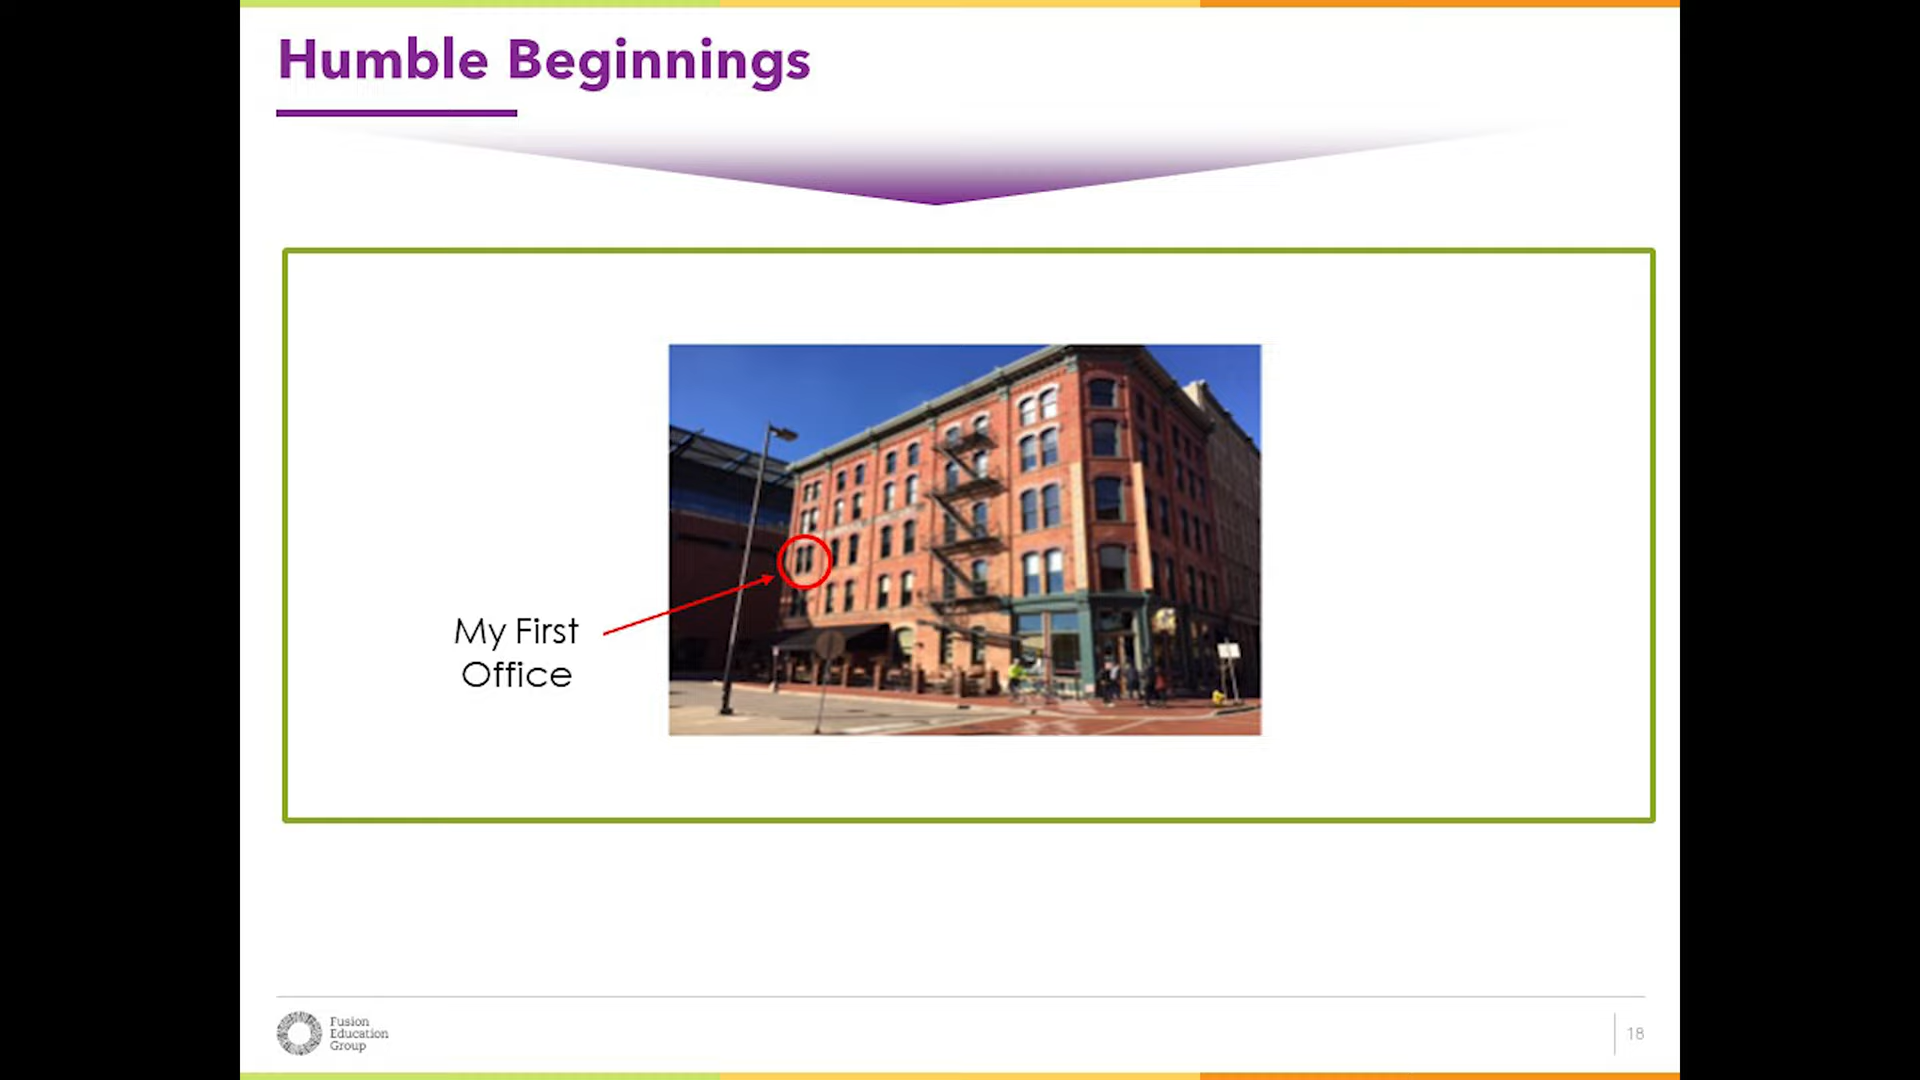 Humble Beginnings
My First
Office
Fusion
Education
Group
18